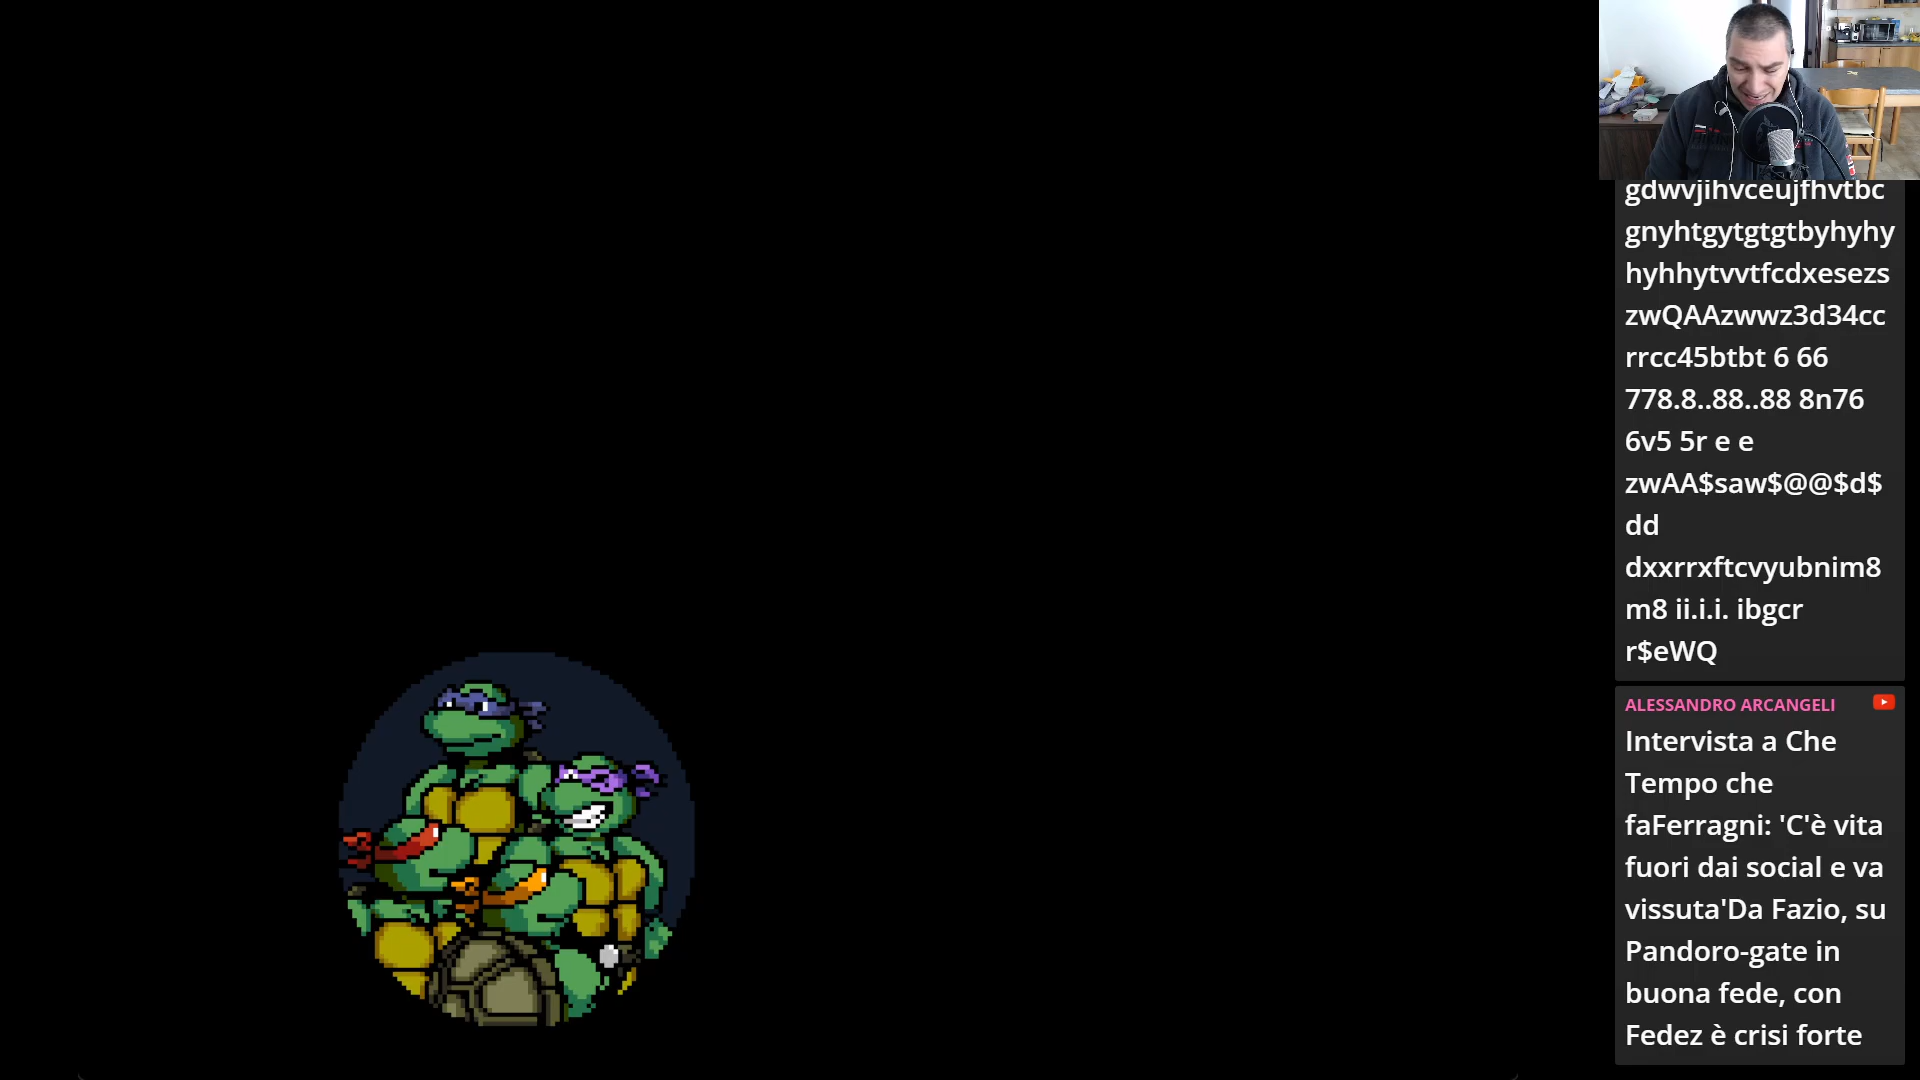 gdwvjihvceujfhvtbc
gnyhtgytgtgtbyhyhy
hyhhytvvtfcdxesezs
zwQAAzwwz3d34cc
rrcc45btbt 6 66
778.8..88..88 8n76
6v5 5r e e
zwAA$saw$@@$d$
dd
dxxrrxftcvyubnim8
m8 ii.i.i. ibgcr
r$eWQ
ALESSANDRO ARCANGELI
Intervista a Che
Tempo che
faFerragni: 'C'è vita
fuori dai social e va
vissuta'Da Fazio, su
Pandoro-gate in
buona fede, con
Fedez è crisi forte